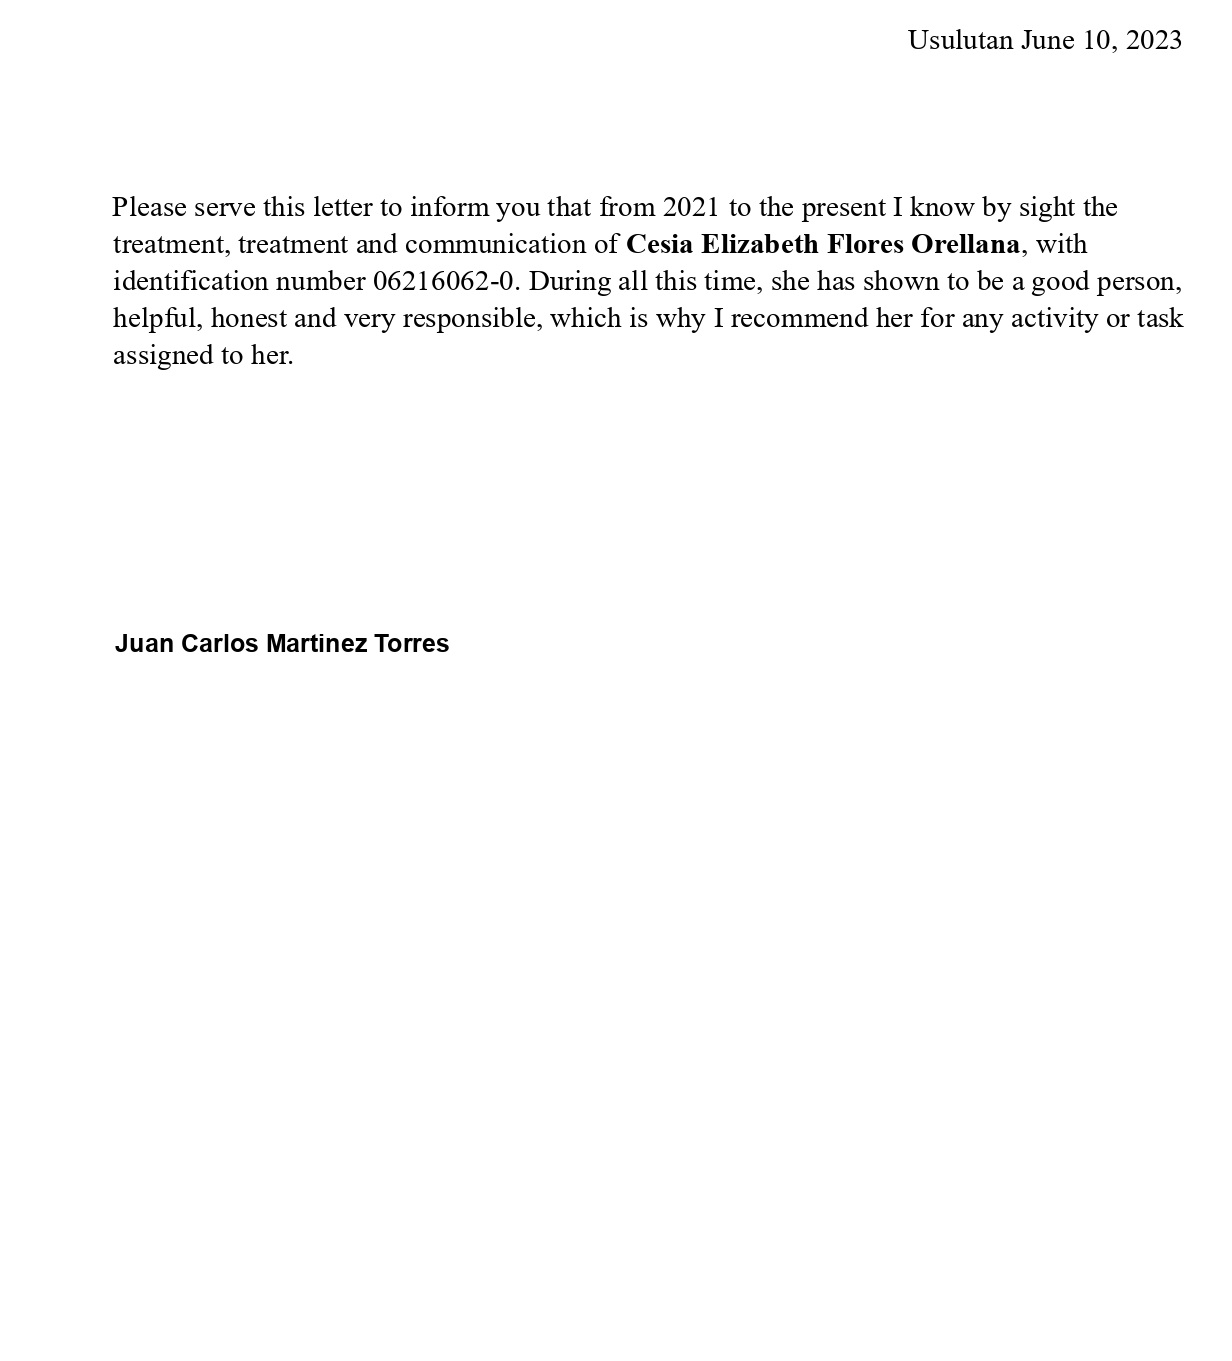 Usulutan June 10, 2023
Please serve this letter to inform you that from 2021 to the present I know by sight the
treatment, treatment and communication of Cesia Elizabeth Flores Orellana, with
identification number 06216062-0. During all this time, she has shown to be a good person,
helpful, honest and very responsible, which is why I recommend her for any activity or task
assigned to her.
Juan Carlos Martinez Torres